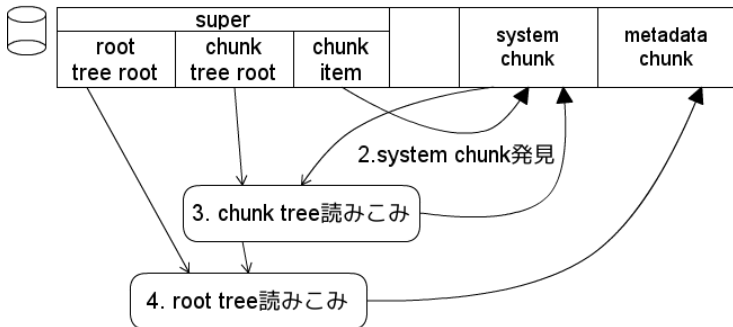 super
root
tree root
chunk
tree root
chunk
item
system
chunk
metadata
chunk
2.system chunk発見
3. chunk tree読みこみ
4. root tree読みこみ